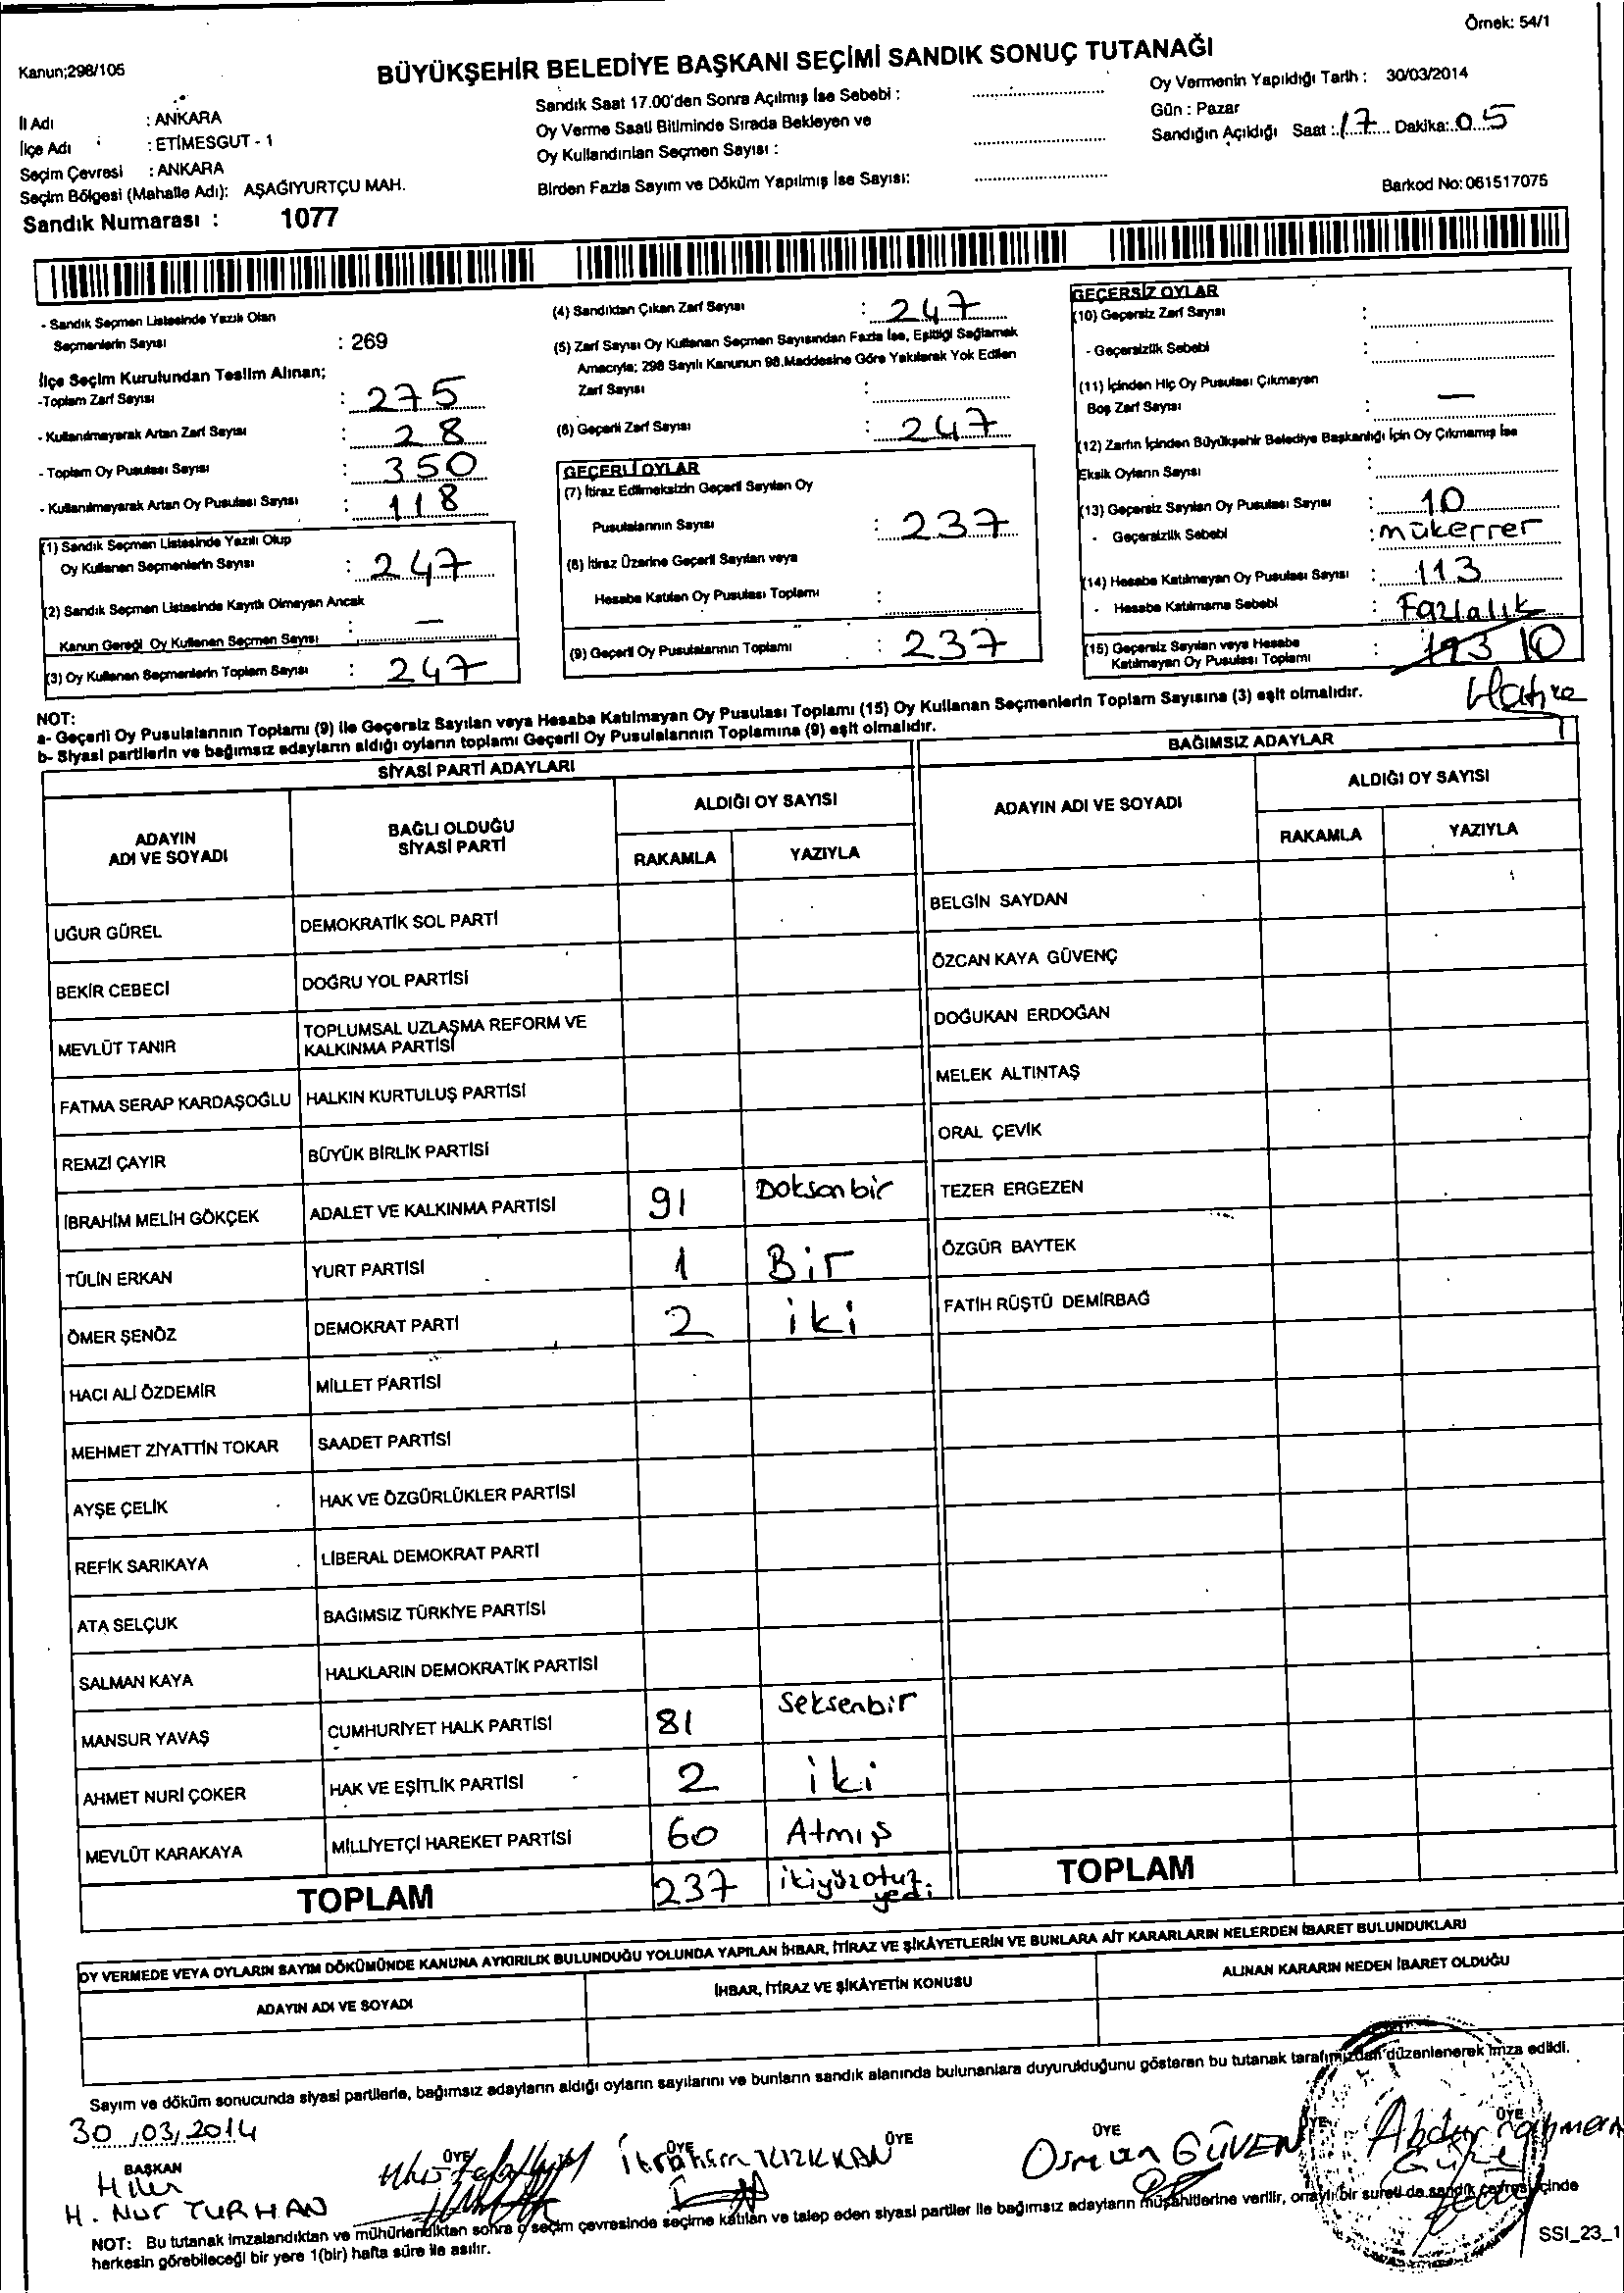 Örnek: 54/1
Kanun;298/105
BÜYÜKŞEHİR BELEDİYE BAŞKANI SEÇİMİ SANDIK SONUÇ TUTANAĞI
İl Adı : ANKARA
İlçe Adı : ETİMESGUT - 1
Seçim Çevresi : ANKARA
Seçim Bölgesi (Mahalle Adı): AŞAĞIYURTÇU MAH.
Sandık Numarası : 1077
Sandık Saat 17.00'den Sonra Açılmış İse Sebebi :
Oy Verme Saati Bitiminde Sırada Bekleyen ve
Oy Kullandırılan Seçmen Sayısı :
Birden Fazla Sayım ve Döküm Yapılmış İse Sayısı:
Oy Vermenin Yapıldığı Tarih : 30/03/2014
Gün : Pazar
Sandığın Açıldığı Saat : 17 Dakika: 05
Barkod No: 061517075
- Sandık Seçmen Listesinde Yazılı Olan
Seçmenlerin Sayısı : 269
İlçe Seçim Kurulundan Teslim Alınan;
-Toplam Zarf Sayısı : 275
- Kullanılmayarak Artan Zarf Sayısı : 28
- Toplam Oy Pusulası Sayısı : 350
- Kullanılmayarak Artan Oy Pusulası Sayısı : 118
(1) Sandık Seçmen Listesinde Yazılı Olup
Oy Kullanan Seçmenlerin Sayısı : 247
(2) Sandık Seçmen Listesinde Kayıtlı Olmayan Ancak
Kanun Gereği Oy Kullanan Seçmen Sayısı : —
(3) Oy Kullanan Seçmenlerin Toplam Sayısı : 247
(4) Sandıktan Çıkan Zarf Sayısı : 247
(5) Zarf Sayısı Oy Kullanan Seçmen Sayısından Fazla İse, Eşitliği Sağlamak
Amacıyla; 298 Sayılı Kanunun 98.Maddesine Göre Yakılarak Yok Edilen
Zarf Sayısı :
(6) Geçerli Zarf Sayısı : 247
GEÇERLİ OYLAR
(7) İtiraz Edilmeksizin Geçerli Sayılan Oy
Pusulalarının Sayısı : 237
(8) İtiraz Üzerine Geçerli Sayılan veya
Hesaba Katılan Oy Pusulası Toplamı :
(9) Geçerli Oy Pusulalarının Toplamı : 237
GEÇERSİZ OYLAR
(10) Geçersiz Zarf Sayısı :
- Geçersizlik Sebebi :
(11) İçinden Hiç Oy Pusulası Çıkmayan
Boş Zarf Sayısı : —
(12) Zarfın İçinden Büyükşehir Belediye Başkanlığı İçin Oy Çıkmamış İse
Eksik Oyların Sayısı :
(13) Geçersiz Sayılan Oy Pusulası Sayısı : 10
- Geçersizlik Sebebi : mükerrer
(14) Hesaba Katılmayan Oy Pusulası Sayısı : 113
- Hesaba Katılmama Sebebi : Fazlalık
(15) Geçersiz Sayılan veya Hesaba
Katılmayan Oy Pusulası Toplamı : 10
NOT:
a- Geçerli Oy Pusulalarının Toplamı (9) ile Geçersiz Sayılan veya Hesaba Katılmayan Oy Pusulası Toplamı (15) Oy Kullanan Seçmenlerin Toplam Sayısına (3) eşit olmalıdır.
b- Siyasi partilerin ve bağımsız adayların aldığı oyların toplamı Geçerli Oy Pusulalarının Toplamına (9) eşit olmalıdır.
SİYASİ PARTİ ADAYLARI
BAĞIMSIZ ADAYLAR
ADAYIN ADI VE SOYADI
BAĞLI OLDUĞU SİYASİ PARTİ
ALDIĞI OY SAYISI
RAKAMLA YAZIYLA
ADAYIN ADI VE SOYADI
ALDIĞI OY SAYISI
RAKAMLA YAZIYLA
UĞUR GÜREL DEMOKRATİK SOL PARTİ BELGİN SAYDAN
BEKİR CEBECİ DOĞRU YOL PARTİSİ ÖZCAN KAYA GÜVENÇ
MEVLÜT TANIR TOPLUMSAL UZLAŞMA REFORM VE KALKINMA PARTİSİ DOĞUKAN ERDOĞAN
FATMA SERAP KARDAŞOĞLU HALKIN KURTULUŞ PARTİSİ MELEK ALTINTAŞ
REMZİ ÇAYIR BÜYÜK BİRLİK PARTİSİ ORAL ÇEVİK
İBRAHİM MELİH GÖKÇEK ADALET VE KALKINMA PARTİSİ 91 Doksanbir TEZER ERGEZEN
TÜLİN ERKAN YURT PARTİSİ 1 Bir ÖZGÜR BAYTEK
ÖMER ŞENÖZ DEMOKRAT PARTİ 2 iki FATİH RÜŞTÜ DEMİRBAĞ
HACI ALİ ÖZDEMİR MİLLET PARTİSİ
MEHMET ZİYATTİN TOKAR SAADET PARTİSİ
AYŞE ÇELİK HAK VE ÖZGÜRLÜKLER PARTİSİ
REFİK SARIKAYA LİBERAL DEMOKRAT PARTİ
ATA SELÇUK BAĞIMSIZ TÜRKİYE PARTİSİ
SALMAN KAYA HALKLARIN DEMOKRATİK PARTİSİ
MANSUR YAVAŞ CUMHURİYET HALK PARTİSİ 81 Seksenbir
AHMET NURİ ÇOKER HAK VE EŞİTLİK PARTİSİ 2 iki
MEVLÜT KARAKAYA MİLLİYETÇİ HAREKET PARTİSİ 60 Atmış
TOPLAM 237 ikiyüzotuz yedi TOPLAM
OY VERMEDE VEYA OYLARIN SAYIM DÖKÜMÜNDE KANUNA AYKIRILIK BULUNDUĞU YOLUNDA YAPILAN İHBAR, İTİRAZ VE ŞİKÂYETLERİN VE BUNLARA AİT KARARLARIN NELERDEN İBARET BULUNDUKLARI
ADAYIN ADI VE SOYADI İHBAR, İTİRAZ VE ŞİKÂYETİN KONUSU ALINAN KARARIN NEDEN İBARET OLDUĞU
Sayım ve döküm sonucunda siyasi partilerle, bağımsız adayların aldığı oyların sayılarını ve bunların sandık alanında bulunanlara duyurulduğunu gösteren bu tutanak tarafımızdan düzenlenerek imza edildi.
30/03/2014
BAŞKAN ÜYE ÜYE ÜYE ÜYE ÜYE ÜYE
H. Nur TURHAN
İbrahim KIZILKAN
Osman GÜVEN
Abdurrahman
NOT: Bu tutanak imzalandıktan ve mühürlendikten sonra o seçim çevresinde seçime katılan ve talep eden siyasi partiler ile bağımsız adayların müşahitlerine verilir, onaylı bir sureti de sandık çevresi içinde
herkesin görebileceği bir yere 1(bir) hafta süre ile asılır.
SSI_23_1